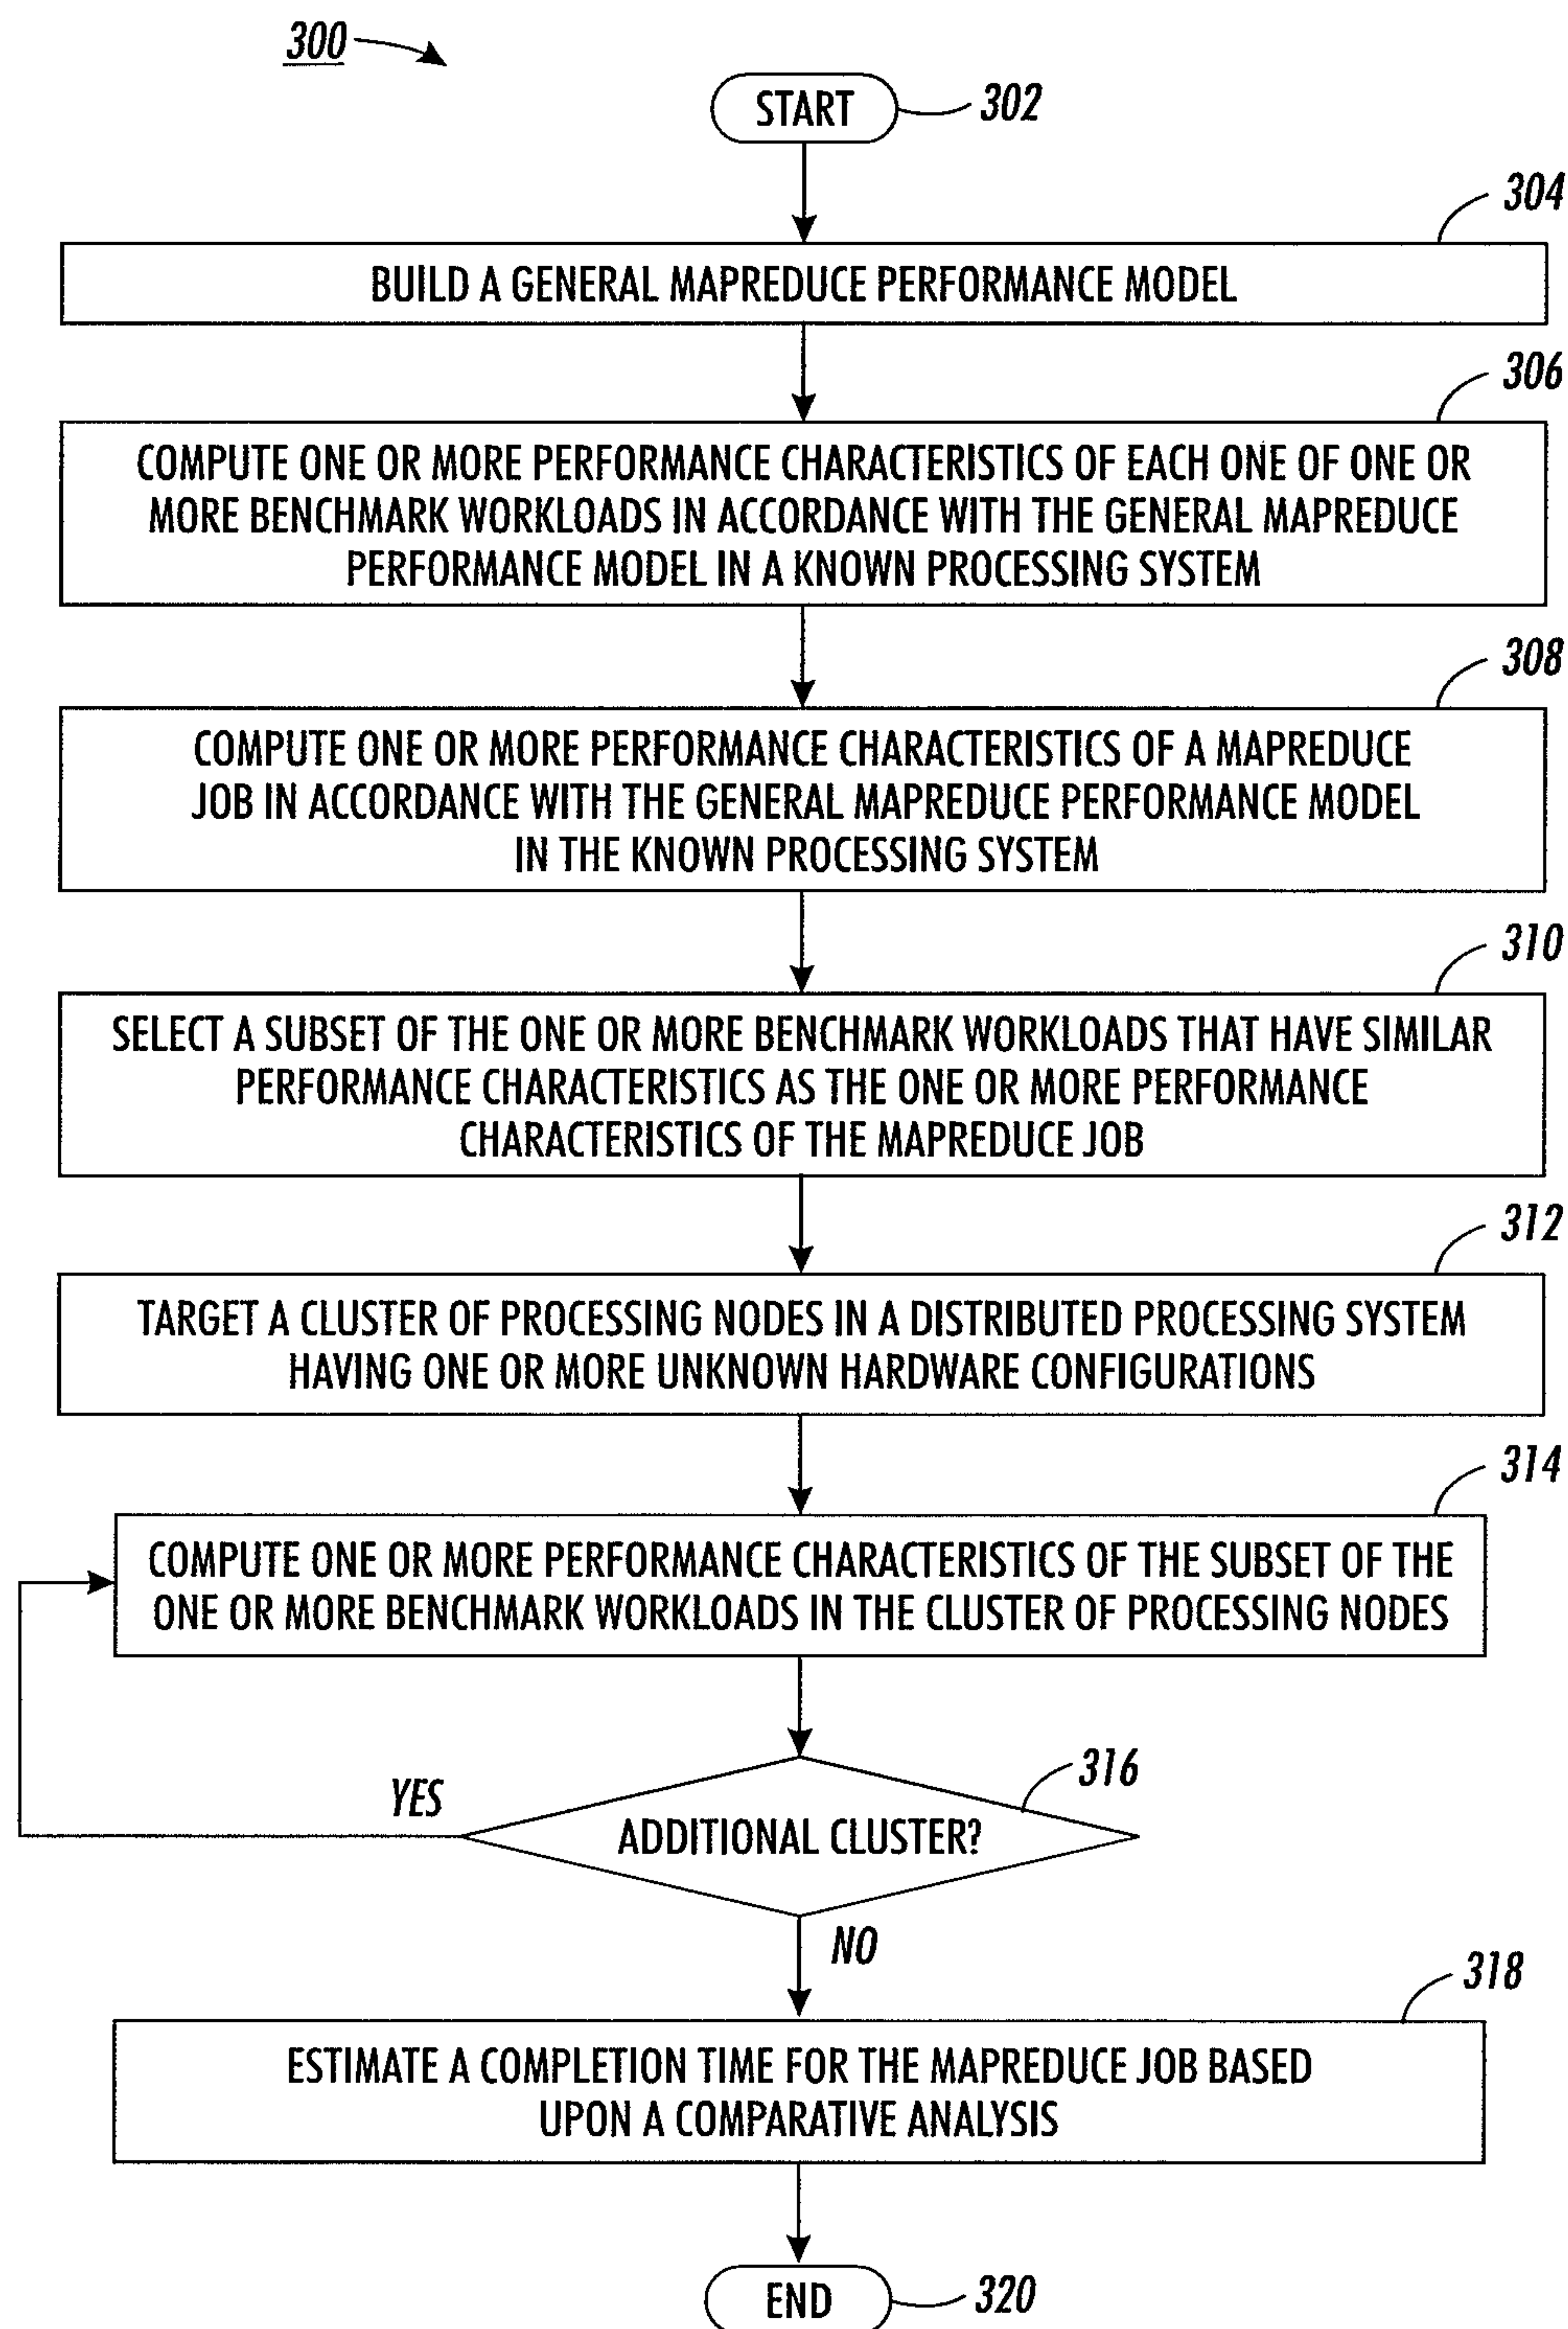 300
START
302
304
BUILD A GENERAL MAPREDUCE PERFORMANCE MODEL
306
COMPUTE ONE OR MORE PERFORMANCE CHARACTERISTICS OF EACH ONE OF ONE OR
MORE BENCHMARK WORKLOADS IN ACCORDANCE WITH THE GENERAL MAPREDUCE
PERFORMANCE MODEL IN A KNOWN PROCESSING SYSTEM
308
COMPUTE ONE OR MORE PERFORMANCE CHARACTERISTICS OF A MAPREDUCE
JOB IN ACCORDANCE WITH THE GENERAL MAPREDUCE PERFORMANCE MODEL
IN THE KNOWN PROCESSING SYSTEM
310
SELECT A SUBSET OF THE ONE OR MORE BENCHMARK WORKLOADS THAT HAVE SIMILAR
PERFORMANCE CHARACTERISTICS AS THE ONE OR MORE PERFORMANCE
CHARACTERISTICS OF THE MAPREDUCE JOB
312
TARGET A CLUSTER OF PROCESSING NODES IN A DISTRIBUTED PROCESSING SYSTEM
HAVING ONE OR MORE UNKNOWN HARDWARE CONFIGURATIONS
314
COMPUTE ONE OR MORE PERFORMANCE CHARACTERISTICS OF THE SUBSET OF THE
ONE OR MORE BENCHMARK WORKLOADS IN THE CLUSTER OF PROCESSING NODES
316
YES
ADDITIONAL CLUSTER?
NO
318
ESTIMATE A COMPLETION TIME FOR THE MAPREDUCE JOB BASED
UPON A COMPARATIVE ANALYSIS
END
320